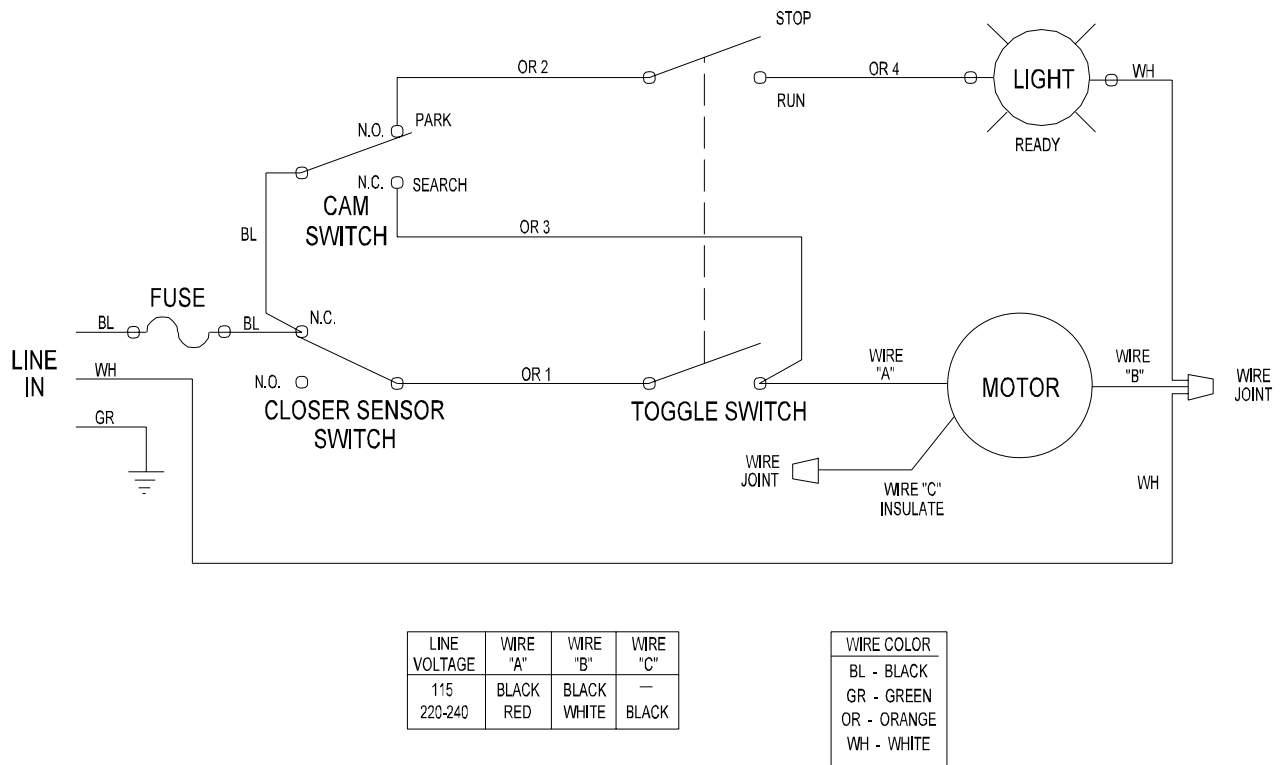 STOP
OR 2
OR 4
LIGHT
WH
RUN
READY
N.O. PARK
N.C. SEARCH
CAM
SWITCH
BL
OR 3
FUSE
BL
BL
N.C.
LINE
IN
WH
N.O.
OR 1
GR
CLOSER SENSOR
SWITCH
TOGGLE SWITCH
WIRE
"A"
MOTOR
WIRE
"B"
WIRE
JOINT
WIRE
JOINT
WIRE "C"
INSULATE
WH
LINE VOLTAGE WIRE "A" WIRE "B" WIRE "C"
115 BLACK BLACK —
220-240 RED WHITE BLACK
WIRE COLOR
BL - BLACK
GR - GREEN
OR - ORANGE
WH - WHITE